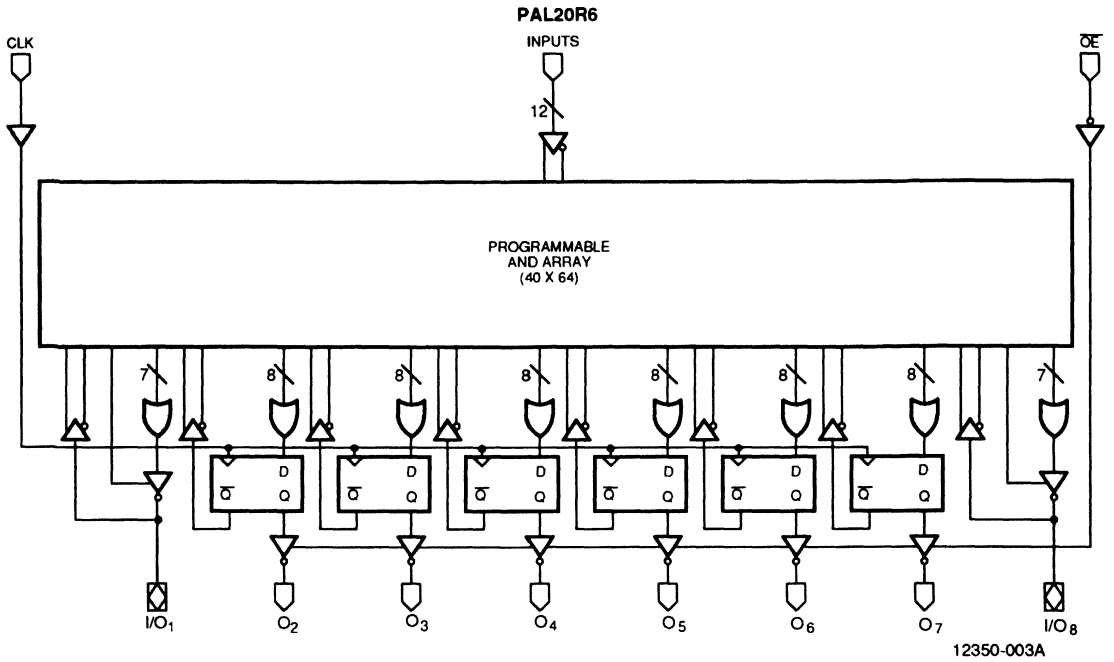 PAL20R6
CLK
INPUTS
O̅E̅
12
PROGRAMMABLE
AND ARRAY
(40 X 64)
7 8 8 8 8 8 8 7
D D D D D D
Q̅ Q Q̅ Q Q̅ Q Q̅ Q Q̅ Q Q̅ Q
I/O₁ O₂ O₃ O₄ O₅ O₆ O₇ I/O₈
12350-003A